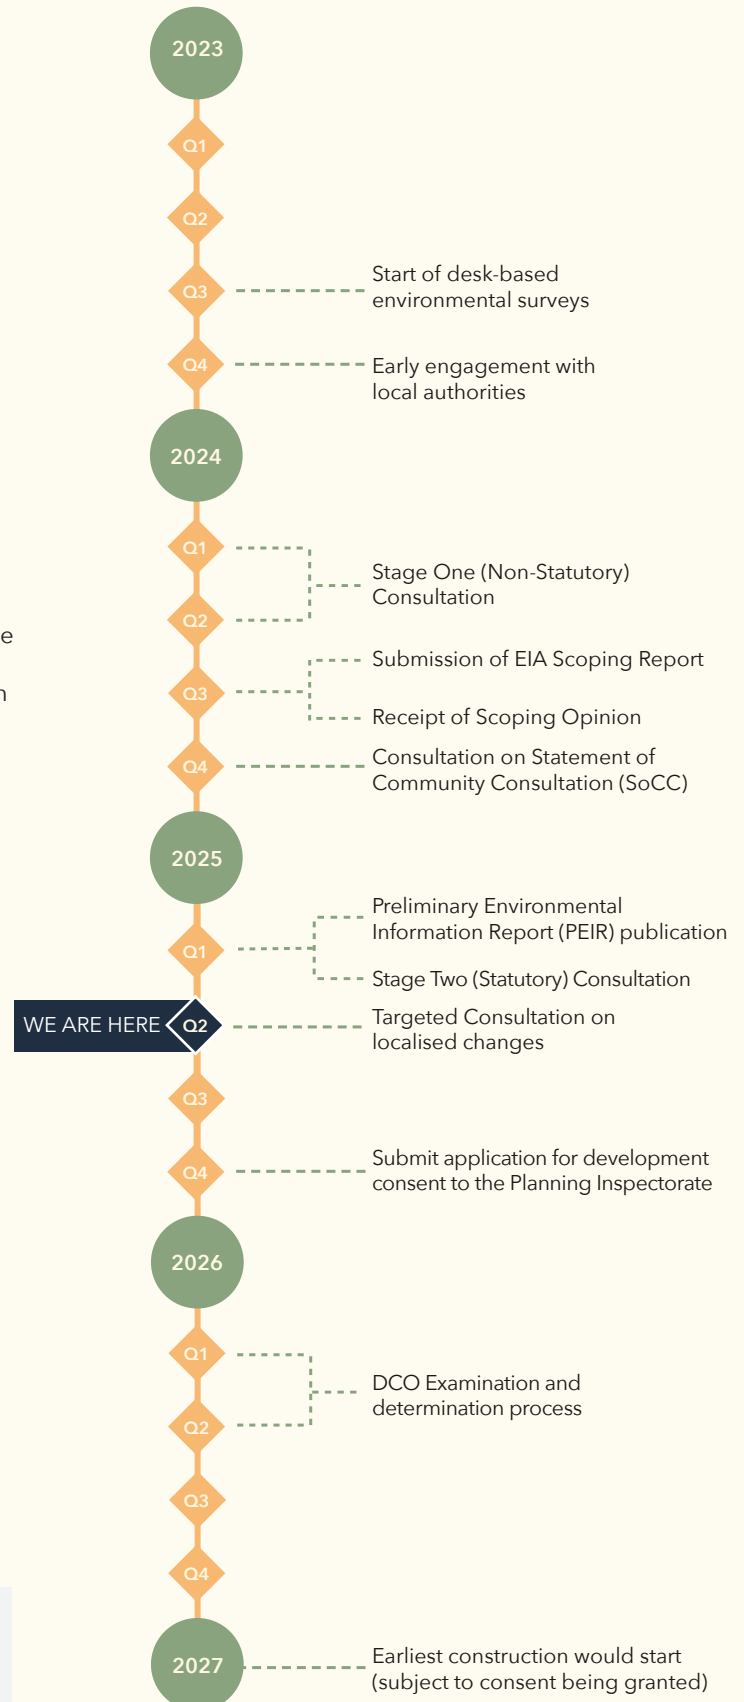 2023
Q1
Q2
Q3
Start of desk-based
environmental surveys
Q4
Early engagement with
local authorities
2024
Q1
Q2
Stage One (Non-Statutory)
Consultation
e
n
Q3
Submission of EIA Scoping Report
Receipt of Scoping Opinion
Q4
Consultation on Statement of
Community Consultation (SoCC)
2025
Q1
Preliminary Environmental
Information Report (PEIR) publication
Stage Two (Statutory) Consultation
WE ARE HERE Q2
Targeted Consultation on
localised changes
Q3
Q4
Submit application for development
consent to the Planning Inspectorate
2026
Q1
Q2
DCO Examination and
determination process
Q3
Q4
2027
Earliest construction would start
(subject to consent being granted)